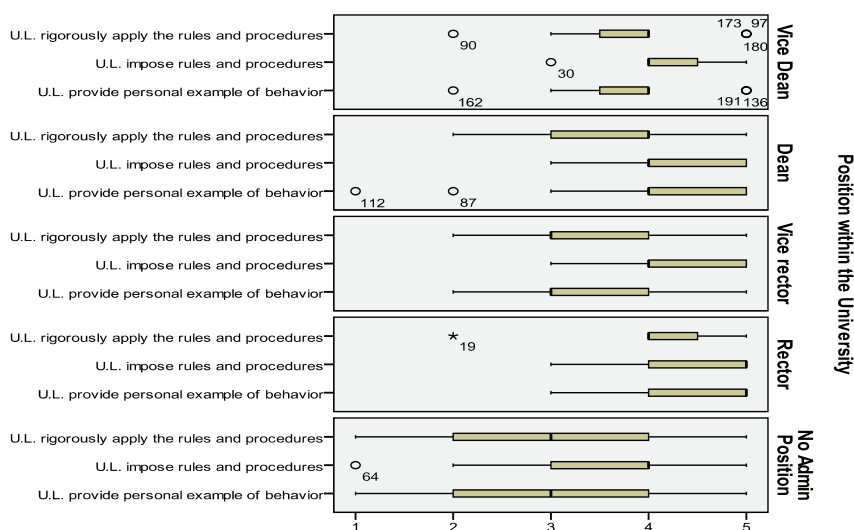 173 97
U.L. rigorously apply the rules and procedures
90
180
U.L. impose rules and procedures
30
U.L. provide personal example of behavior
162
191 136
Vice Dean
U.L. rigorously apply the rules and procedures
U.L. impose rules and procedures
U.L. provide personal example of behavior
112
87
Dean
U.L. rigorously apply the rules and procedures
U.L. impose rules and procedures
U.L. provide personal example of behavior
Vice rector
U.L. rigorously apply the rules and procedures
19
U.L. impose rules and procedures
U.L. provide personal example of behavior
Rector
U.L. rigorously apply the rules and procedures
U.L. impose rules and procedures
64
U.L. provide personal example of behavior
No Admin
Position
1 2 3 4 5
Position within the University